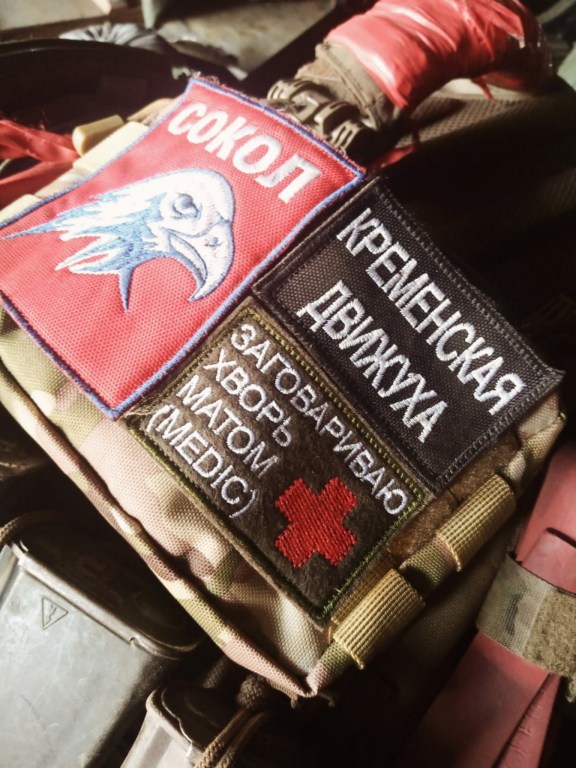 СОКОЛ
КРЕМЕНСКАЯ
ДВИЖУХА
ЗАГОВАРИВАЮ
ХВОРЬ
МАТОМ
(MEDIC)